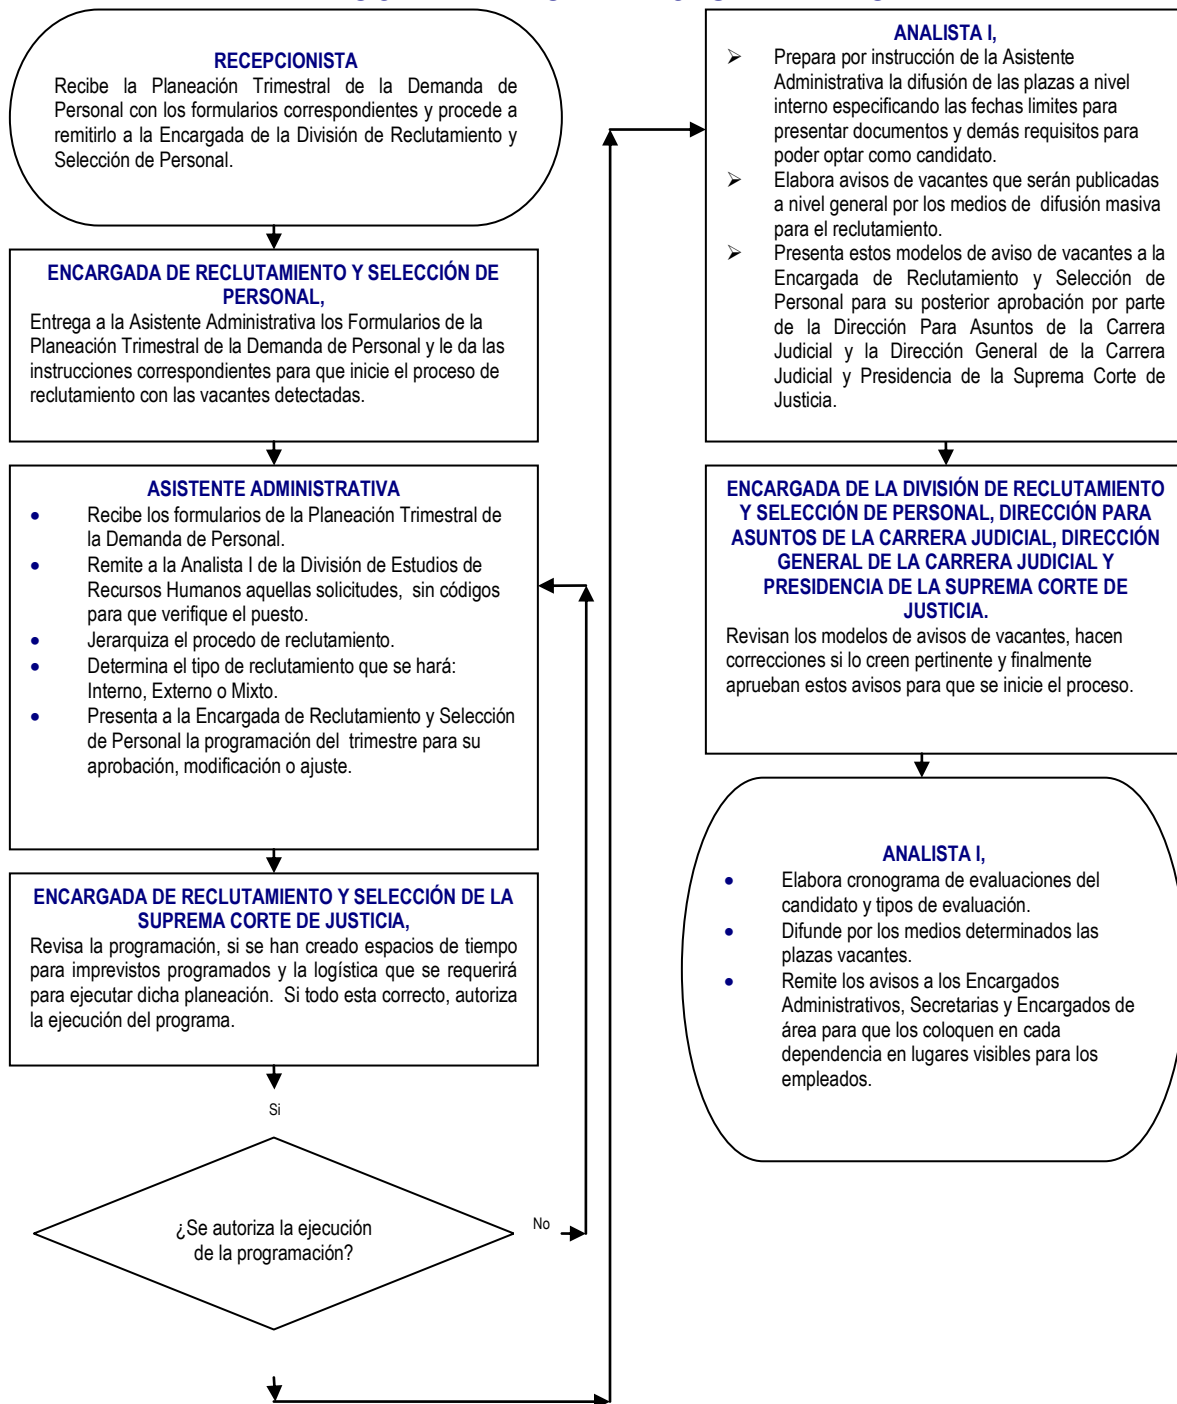 RECEPCIONISTA
Recibe la Planeación Trimestral de la Demanda de
Personal con los formularios correspondientes y procede a
remitirlo a la Encargada de la División de Reclutamiento y
Selección de Personal.
ENCARGADA DE RECLUTAMIENTO Y SELECCIÓN DE
PERSONAL,
Entrega a la Asistente Administrativa los Formularios de la
Planeación Trimestral de la Demanda de Personal y le da las
instrucciones correspondientes para que inicie el proceso de
reclutamiento con las vacantes detectadas.
ASISTENTE ADMINISTRATIVA
• Recibe los formularios de la Planeación Trimestral de
la Demanda de Personal.
• Remite a la Analista I de la División de Estudios de
Recursos Humanos aquellas solicitudes, sin códigos
para que verifique el puesto.
• Jerarquiza el procedo de reclutamiento.
• Determina el tipo de reclutamiento que se hará:
Interno, Externo o Mixto.
• Presenta a la Encargada de Reclutamiento y Selección
de Personal la programación del trimestre para su
aprobación, modificación o ajuste.
ENCARGADA DE RECLUTAMIENTO Y SELECCIÓN DE LA
SUPREMA CORTE DE JUSTICIA,
Revisa la programación, si se han creado espacios de tiempo
para imprevistos programados y la logística que se requerirá
para ejecutar dicha planeación. Si todo esta correcto, autoriza
la ejecución del programa.
Si
¿Se autoriza la ejecución
de la programación?
No
ANALISTA I,
➢ Prepara por instrucción de la Asistente
Administrativa la difusión de las plazas a nivel
interno especificando las fechas limites para
presentar documentos y demás requisitos para
poder optar como candidato.
➢ Elabora avisos de vacantes que serán publicadas
a nivel general por los medios de difusión masiva
para el reclutamiento.
➢ Presenta estos modelos de aviso de vacantes a la
Encargada de Reclutamiento y Selección de
Personal para su posterior aprobación por parte
de la Dirección Para Asuntos de la Carrera
Judicial y la Dirección General de la Carrera
Judicial y Presidencia de la Suprema Corte de
Justicia.
ENCARGADA DE LA DIVISIÓN DE RECLUTAMIENTO
Y SELECCIÓN DE PERSONAL, DIRECCIÓN PARA
ASUNTOS DE LA CARRERA JUDICIAL, DIRECCIÓN
GENERAL DE LA CARRERA JUDICIAL Y
PRESIDENCIA DE LA SUPREMA CORTE DE
JUSTICIA.
Revisan los modelos de avisos de vacantes, hacen
correcciones si lo creen pertinente y finalmente
aprueban estos avisos para que se inicie el proceso.
ANALISTA I,
• Elabora cronograma de evaluaciones del
candidato y tipos de evaluación.
• Difunde por los medios determinados las
plazas vacantes.
• Remite los avisos a los Encargados
Administrativos, Secretarias y Encargados de
área para que los coloquen en cada
dependencia en lugares visibles para los
empleados.